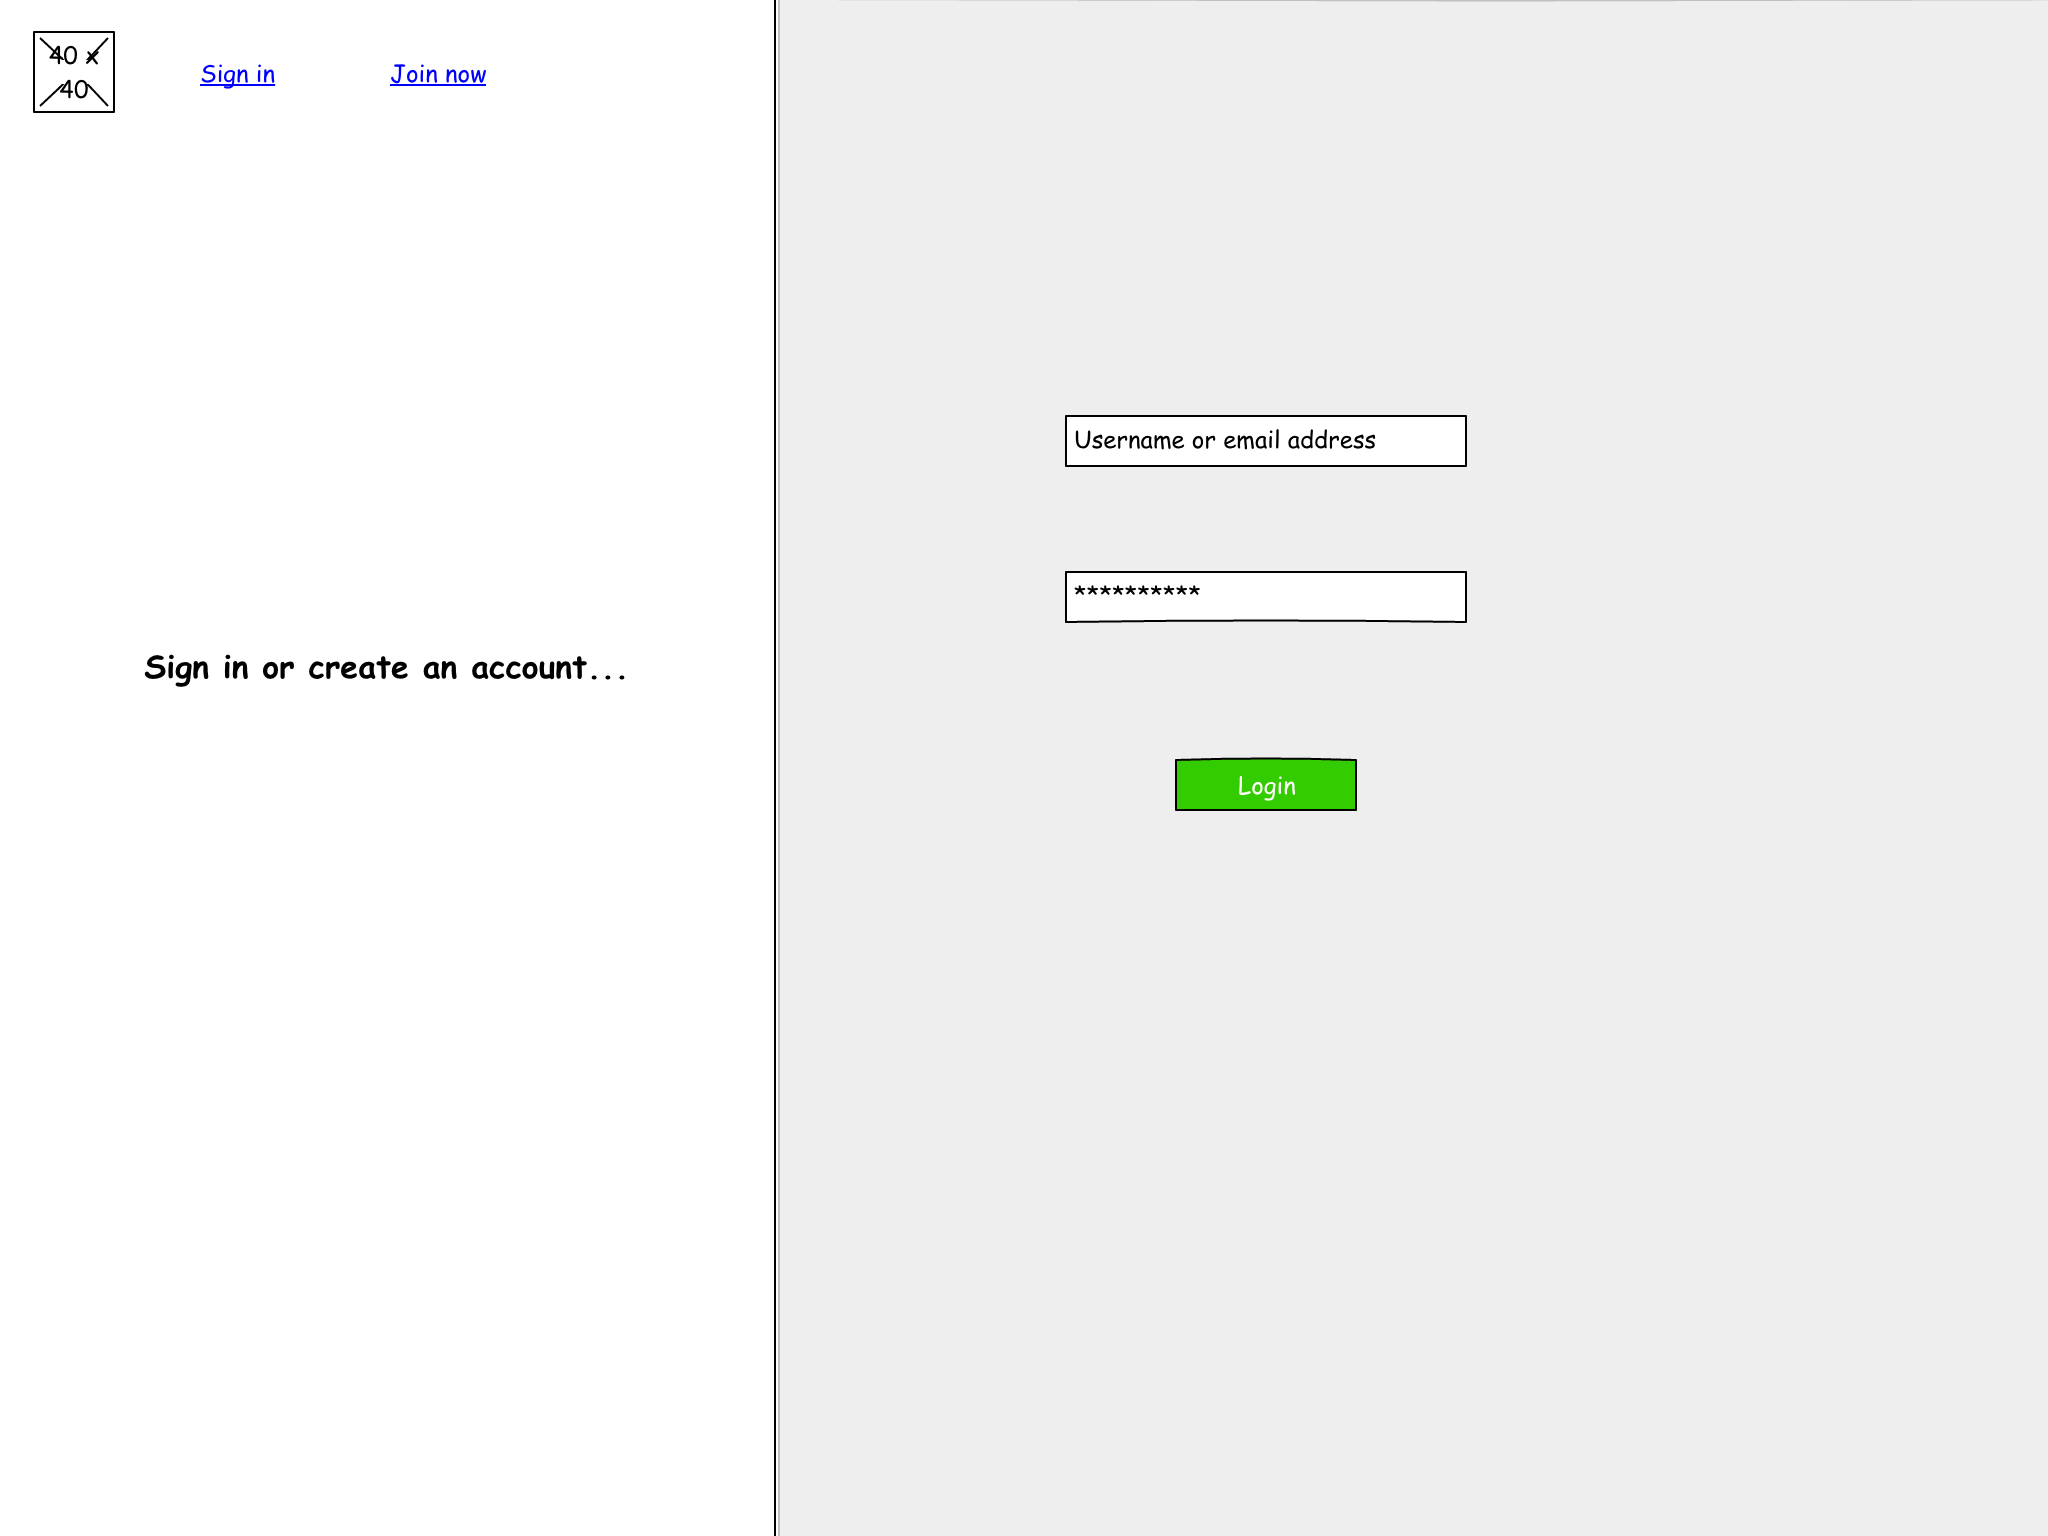 40 x
40
Sign in
Join now
Sign in or create an account...
Username or email address
**********
Login